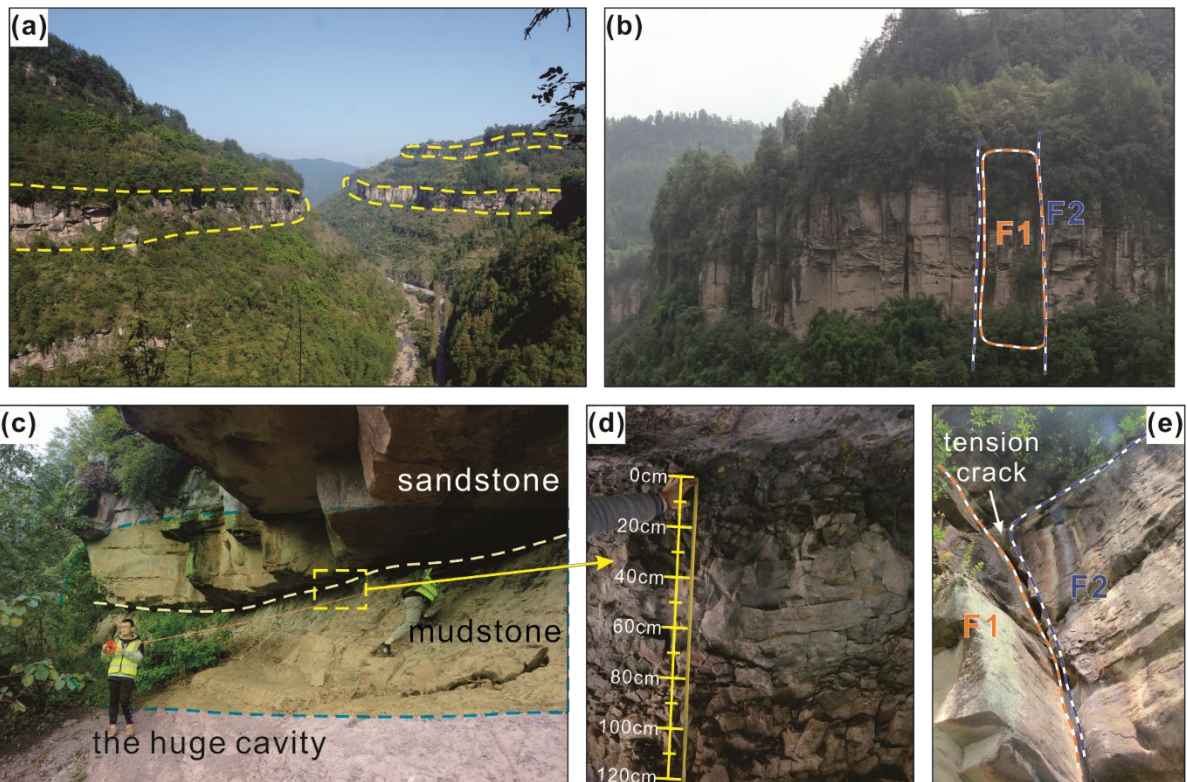 (a)
(b)
F1
F2
(c)
sandstone
mudstone
the huge cavity
(d)
0cm
20cm
40cm
60cm
80cm
100cm
120cm
(e)
tension
crack
F1
F2